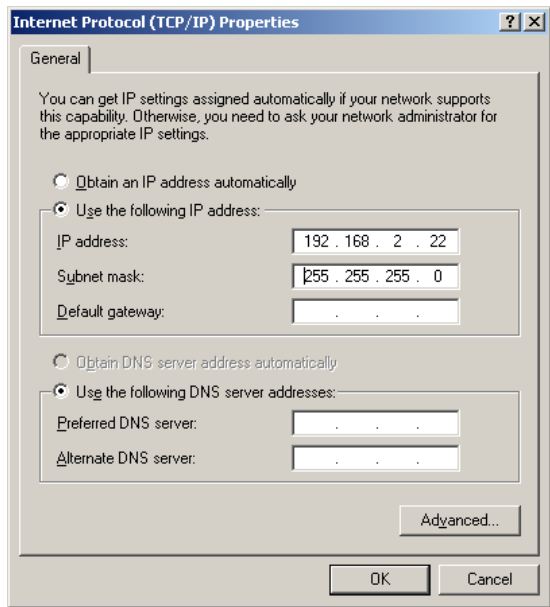 Internet Protocol (TCP/IP) Properties
General
You can get IP settings assigned automatically if your network supports
this capability. Otherwise, you need to ask your network administrator for
the appropriate IP settings.
Obtain an IP address automatically
Use the following IP address:
IP address: 192 . 168 . 2 . 22
Subnet mask: 255 . 255 . 255 . 0
Default gateway: . . .
Obtain DNS server address automatically
Use the following DNS server addresses:
Preferred DNS server: . . .
Alternate DNS server: . . .
Advanced...
OK Cancel